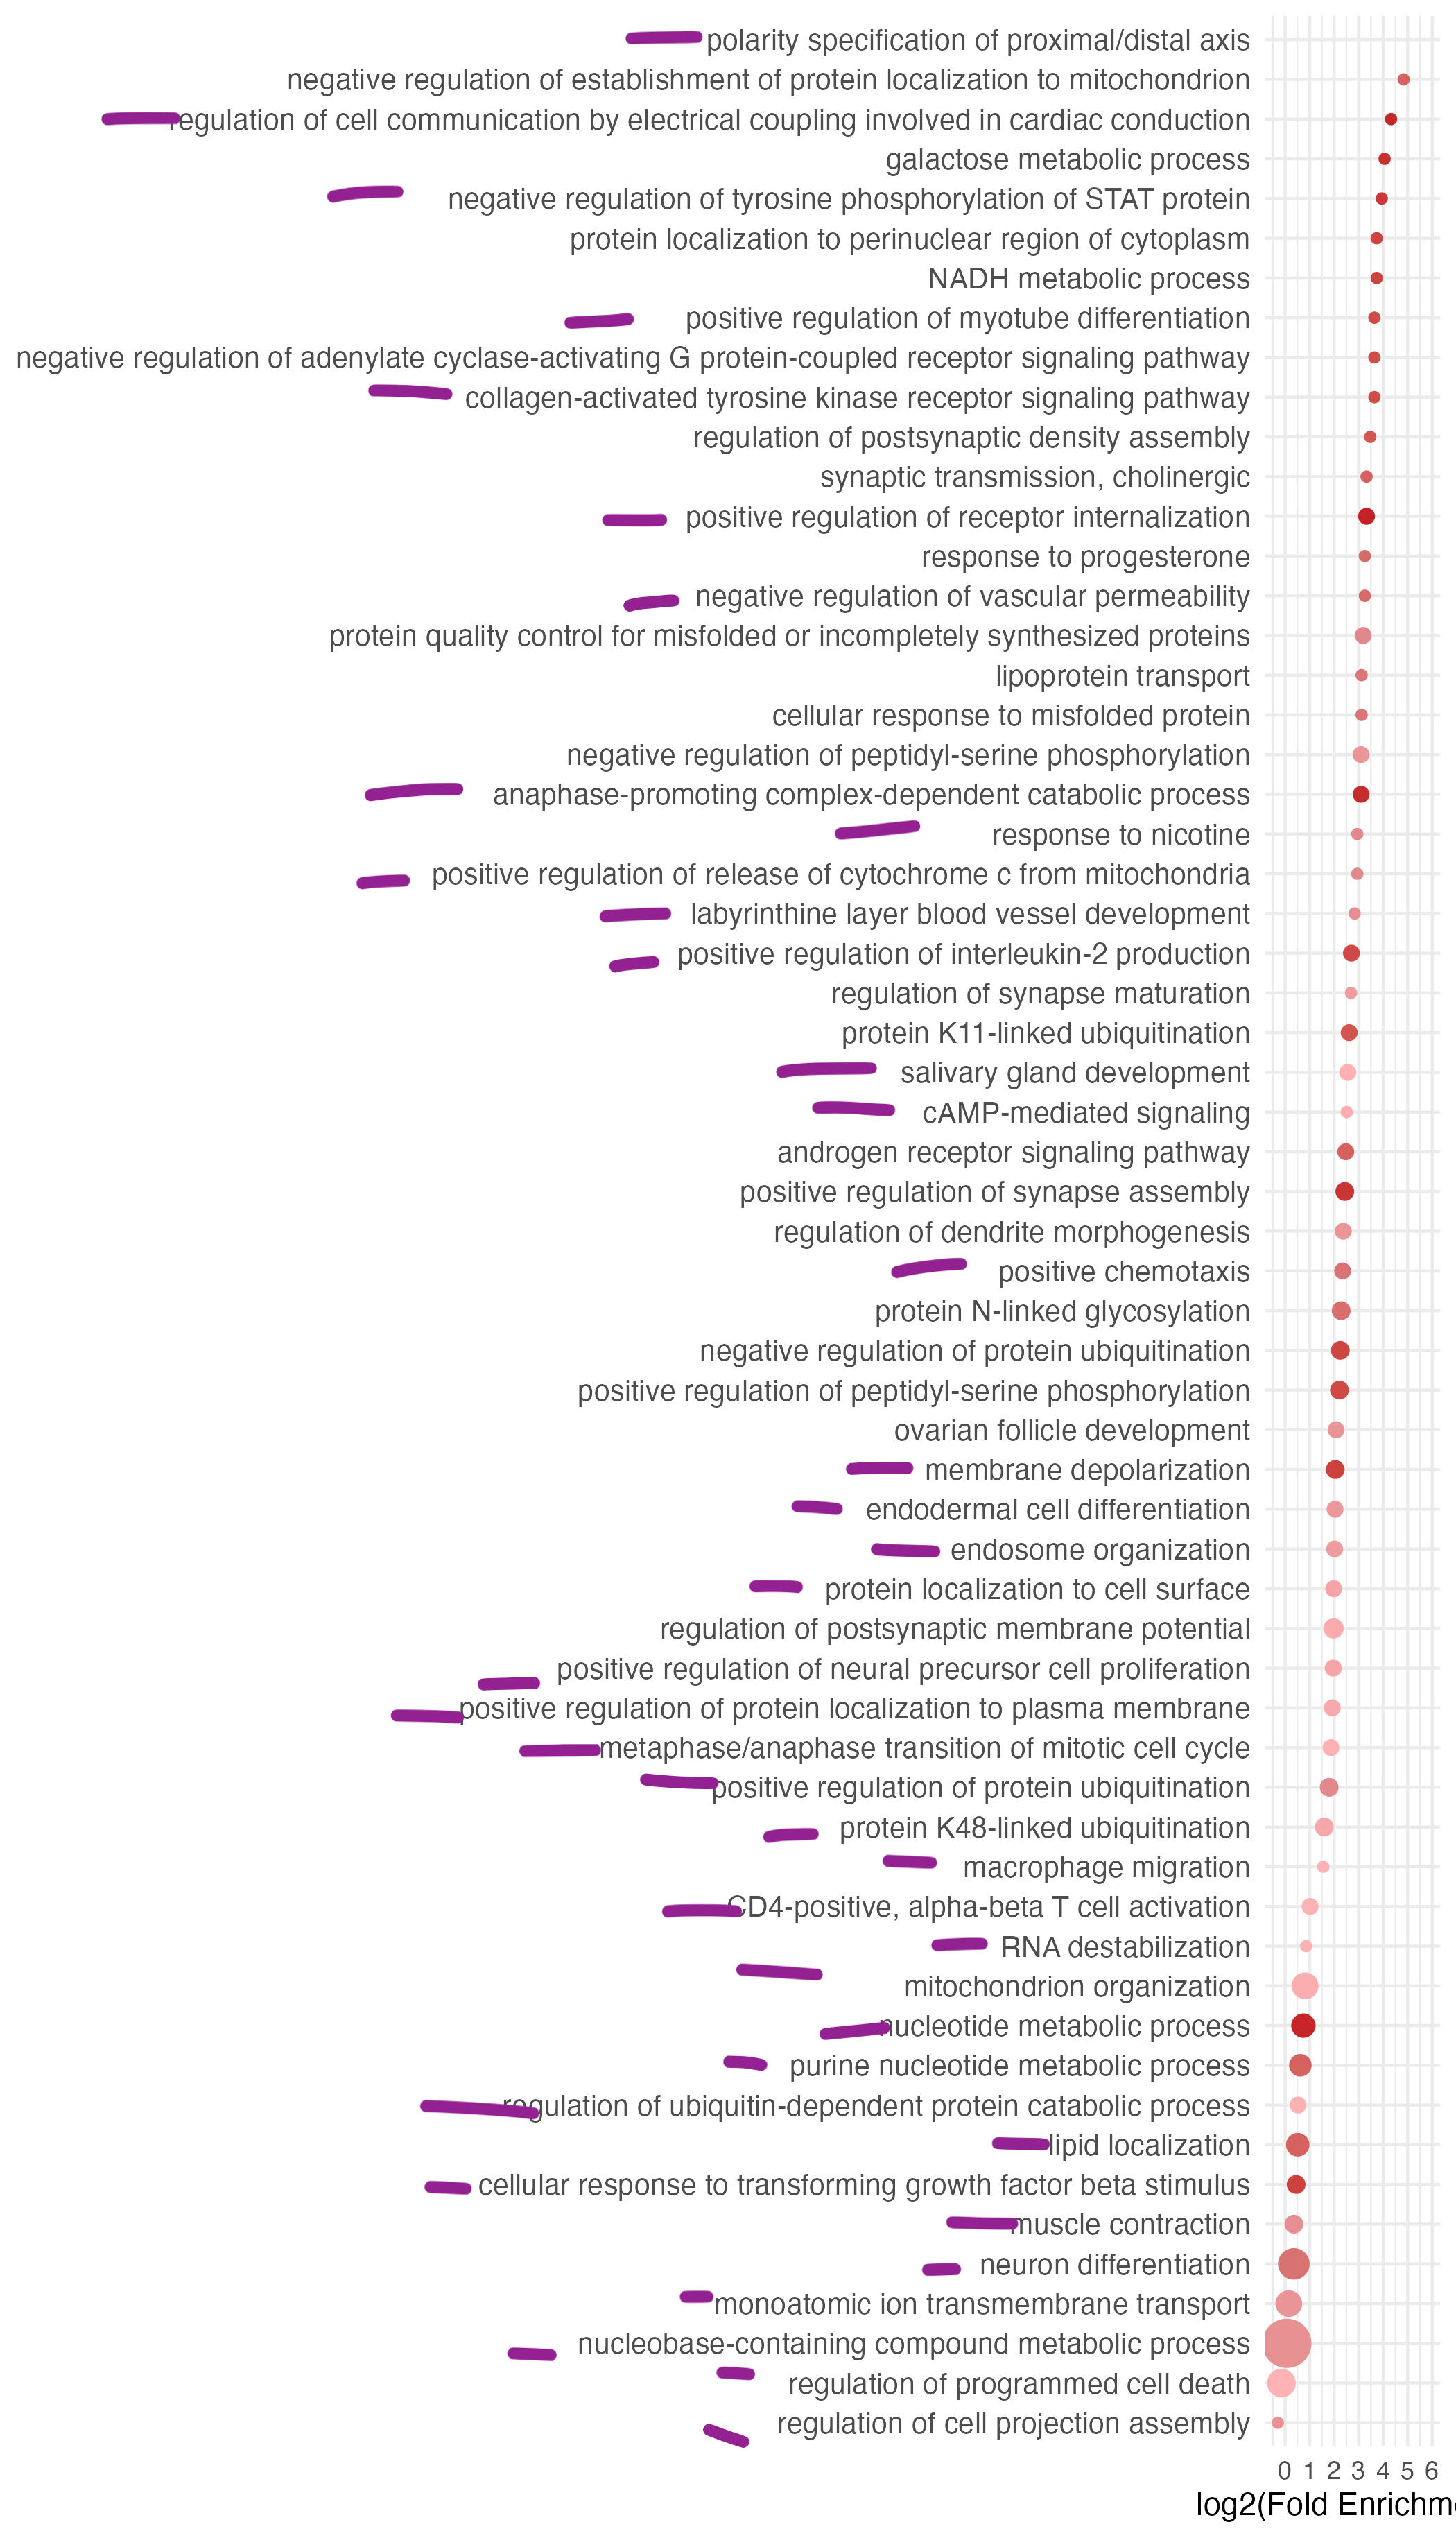 polarity specification of proximal/distal axis
negative regulation of establishment of protein localization to mitochondrion
regulation of cell communication by electrical coupling involved in cardiac conduction
galactose metabolic process
negative regulation of tyrosine phosphorylation of STAT protein
protein localization to perinuclear region of cytoplasm
NADH metabolic process
positive regulation of myotube differentiation
negative regulation of adenylate cyclase-activating G protein-coupled receptor signaling pathway
collagen-activated tyrosine kinase receptor signaling pathway
regulation of postsynaptic density assembly
synaptic transmission, cholinergic
positive regulation of receptor internalization
response to progesterone
negative regulation of vascular permeability
protein quality control for misfolded or incompletely synthesized proteins
lipoprotein transport
cellular response to misfolded protein
negative regulation of peptidyl-serine phosphorylation
anaphase-promoting complex-dependent catabolic process
response to nicotine
positive regulation of release of cytochrome c from mitochondria
labyrinthine layer blood vessel development
positive regulation of interleukin-2 production
regulation of synapse maturation
protein K11-linked ubiquitination
salivary gland development
cAMP-mediated signaling
androgen receptor signaling pathway
positive regulation of synapse assembly
regulation of dendrite morphogenesis
positive chemotaxis
protein N-linked glycosylation
negative regulation of protein ubiquitination
positive regulation of peptidyl-serine phosphorylation
ovarian follicle development
membrane depolarization
endodermal cell differentiation
endosome organization
protein localization to cell surface
regulation of postsynaptic membrane potential
positive regulation of neural precursor cell proliferation
positive regulation of protein localization to plasma membrane
metaphase/anaphase transition of mitotic cell cycle
positive regulation of protein ubiquitination
protein K48-linked ubiquitination
macrophage migration
CD4-positive, alpha-beta T cell activation
RNA destabilization
mitochondrion organization
nucleotide metabolic process
purine nucleotide metabolic process
regulation of ubiquitin-dependent protein catabolic process
lipid localization
cellular response to transforming growth factor beta stimulus
muscle contraction
neuron differentiation
monoatomic ion transmembrane transport
nucleobase-containing compound metabolic process
regulation of programmed cell death
regulation of cell projection assembly
0 1 2 3 4 5 6
log2(Fold Enrichm